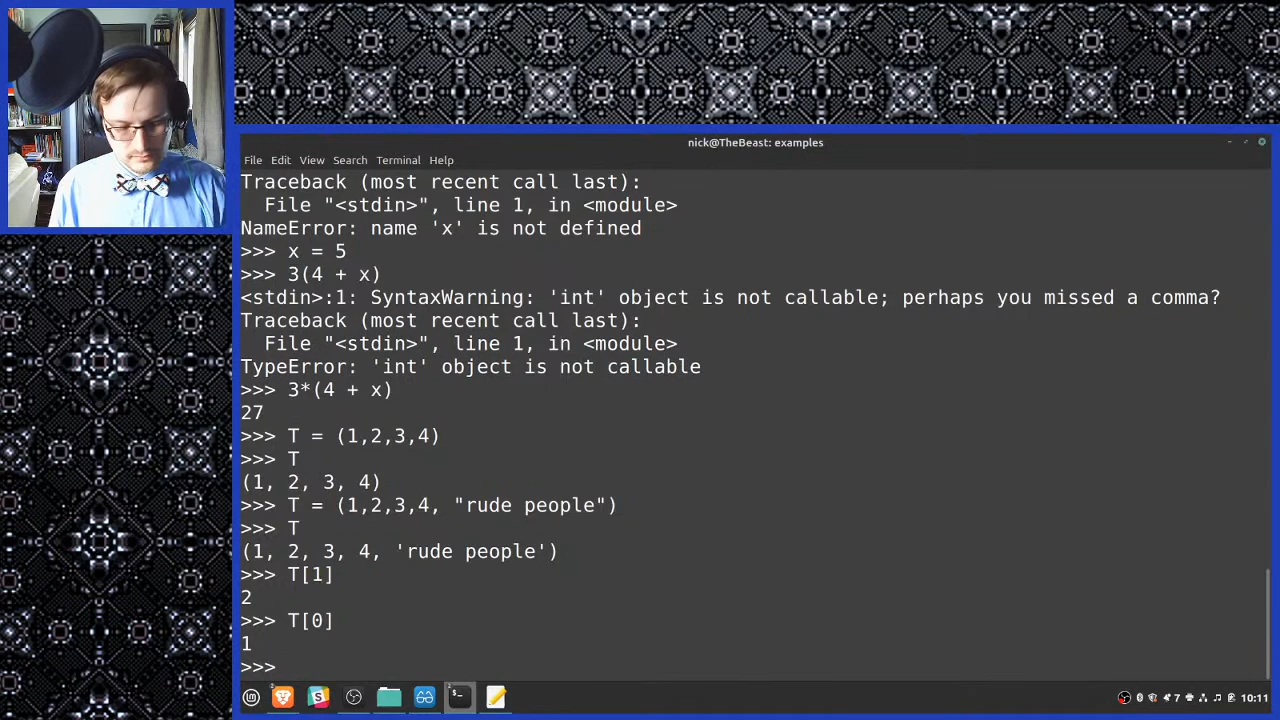 nick@TheBeast: examples
File Edit View Search Terminal Help
Traceback (most recent call last):
  File "<stdin>", line 1, in <module>
NameError: name 'x' is not defined
>>> x = 5
>>> 3(4 + x)
<stdin>:1: SyntaxWarning: 'int' object is not callable; perhaps you missed a comma?
Traceback (most recent call last):
  File "<stdin>", line 1, in <module>
TypeError: 'int' object is not callable
>>> 3*(4 + x)
27
>>> T = (1,2,3,4)
>>> T
(1, 2, 3, 4)
>>> T = (1,2,3,4, "rude people")
>>> T
(1, 2, 3, 4, 'rude people')
>>> T[1]
2
>>> T[0]
1
>>>
7 10:11